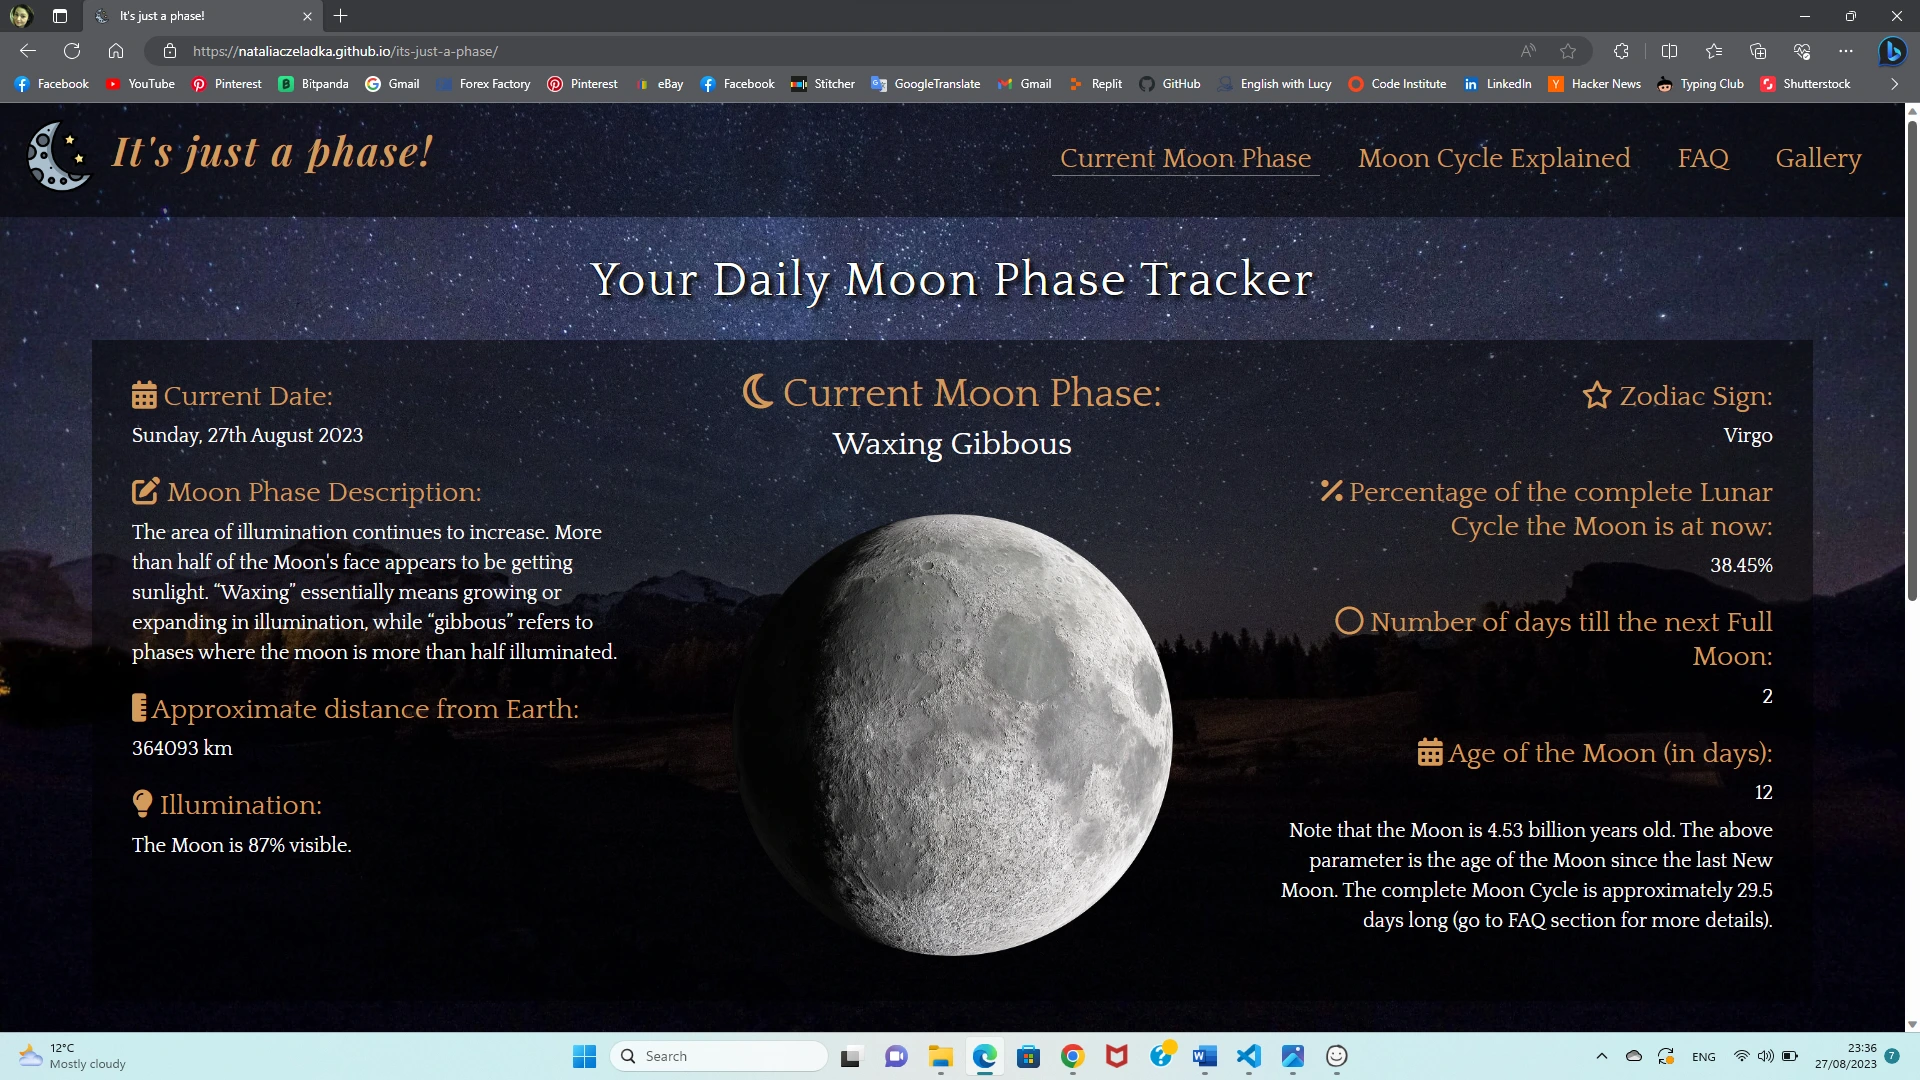 It's just a phase!
https://nataliaczeladka.github.io/its-just-a-phase/
Facebook YouTube Pinterest Bitpanda Gmail Forex Factory Pinterest eBay Facebook Stitcher GoogleTranslate Gmail Replit GitHub English with Lucy Code Institute LinkedIn Hacker News Typing Club Shutterstock
It's just a phase!
Current Moon Phase Moon Cycle Explained FAQ Gallery
Your Daily Moon Phase Tracker
Current Date:
Sunday, 27th August 2023
Moon Phase Description:
The area of illumination continues to increase. More
than half of the Moon's face appears to be getting
sunlight. “Waxing” essentially means growing or
expanding in illumination, while “gibbous” refers to
phases where the moon is more than half illuminated.
Approximate distance from Earth:
364093 km
Illumination:
The Moon is 87% visible.
Current Moon Phase:
Waxing Gibbous
Zodiac Sign:
Virgo
Percentage of the complete Lunar
Cycle the Moon is at now:
38.45%
Number of days till the next Full
Moon:
2
Age of the Moon (in days):
12
Note that the Moon is 4.53 billion years old. The above
parameter is the age of the Moon since the last New
Moon. The complete Moon Cycle is approximately 29.5
days long (go to FAQ section for more details).
12°C
Mostly cloudy
Search
ENG
23:36
27/08/2023
7